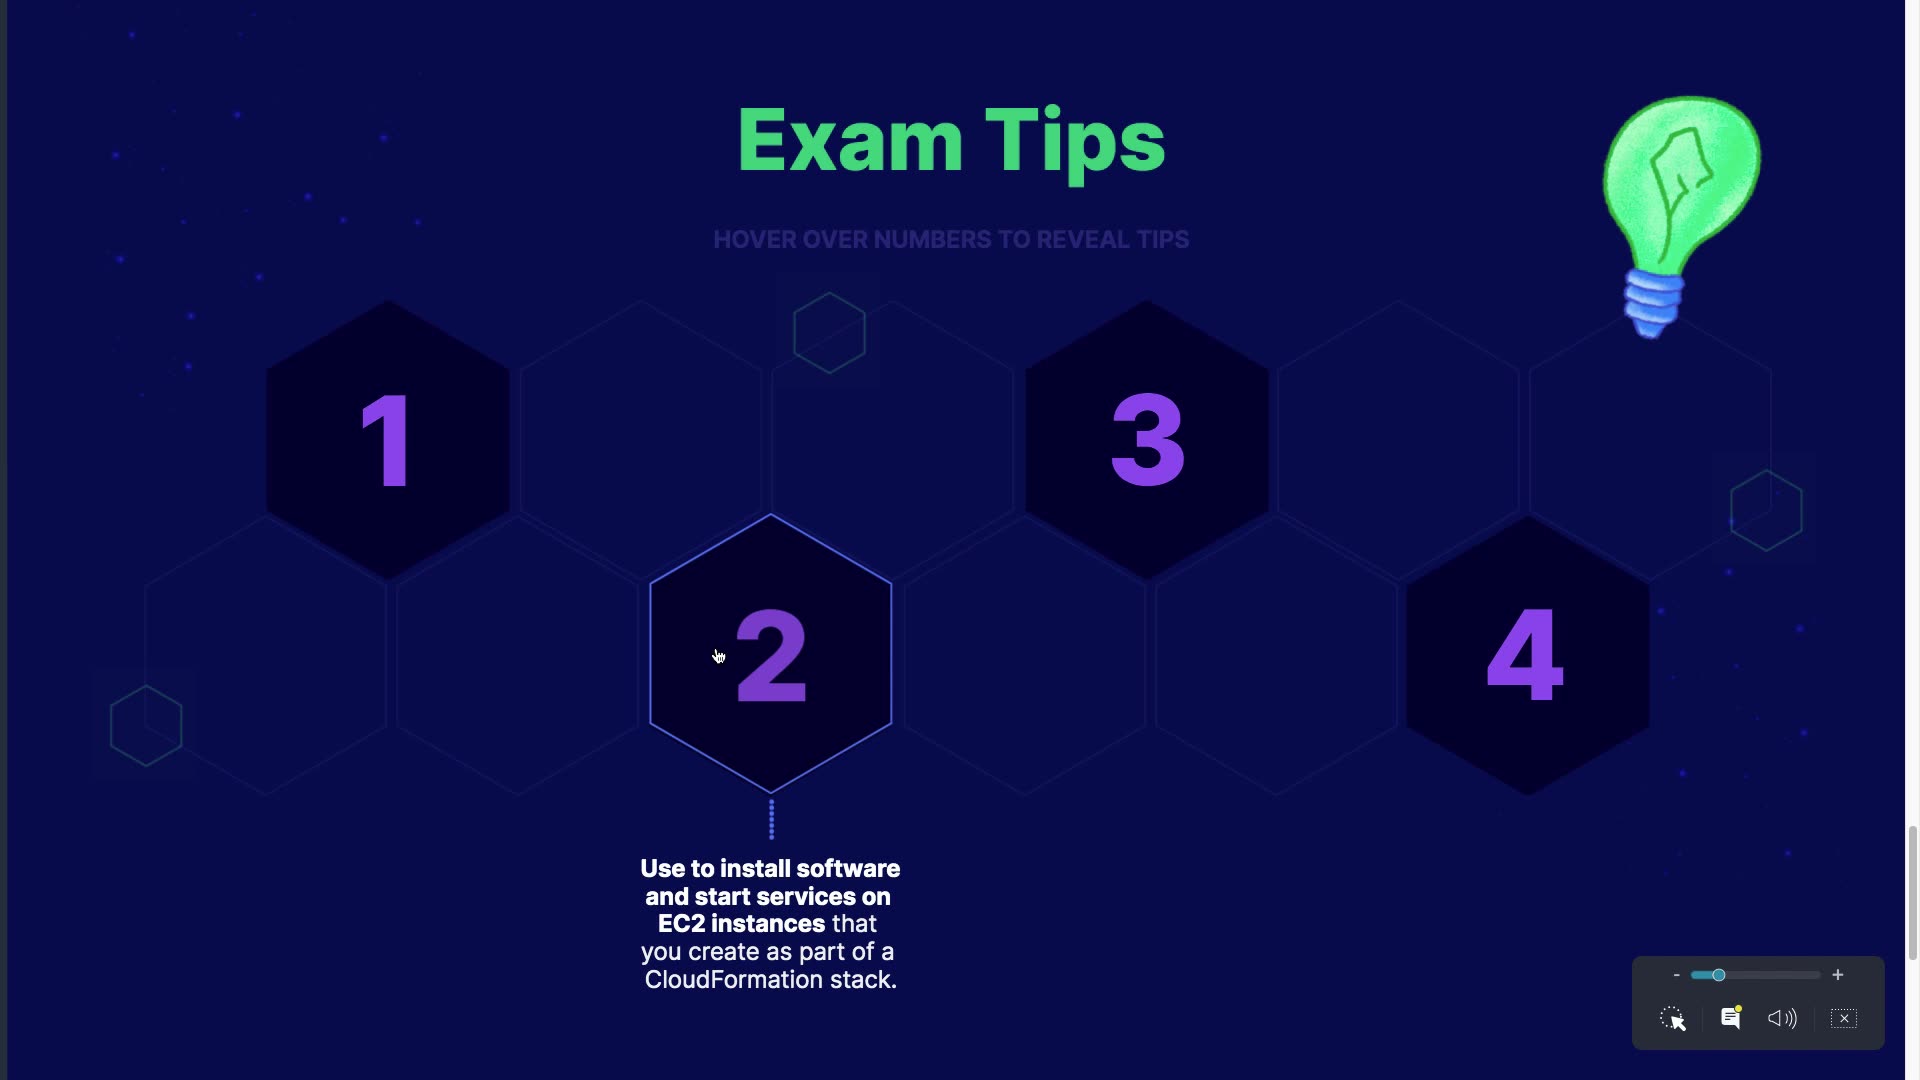 Exam Tips
HOVER OVER NUMBERS TO REVEAL TIPS
1
3
2
4
Use to install software
and start services on
EC2 instances that
you create as part of a
CloudFormation stack.
- +